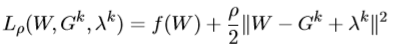 L_ρ(W, G^k, λ^k) = f(W) + ρ/2 ‖W − G^k + λ^k‖²